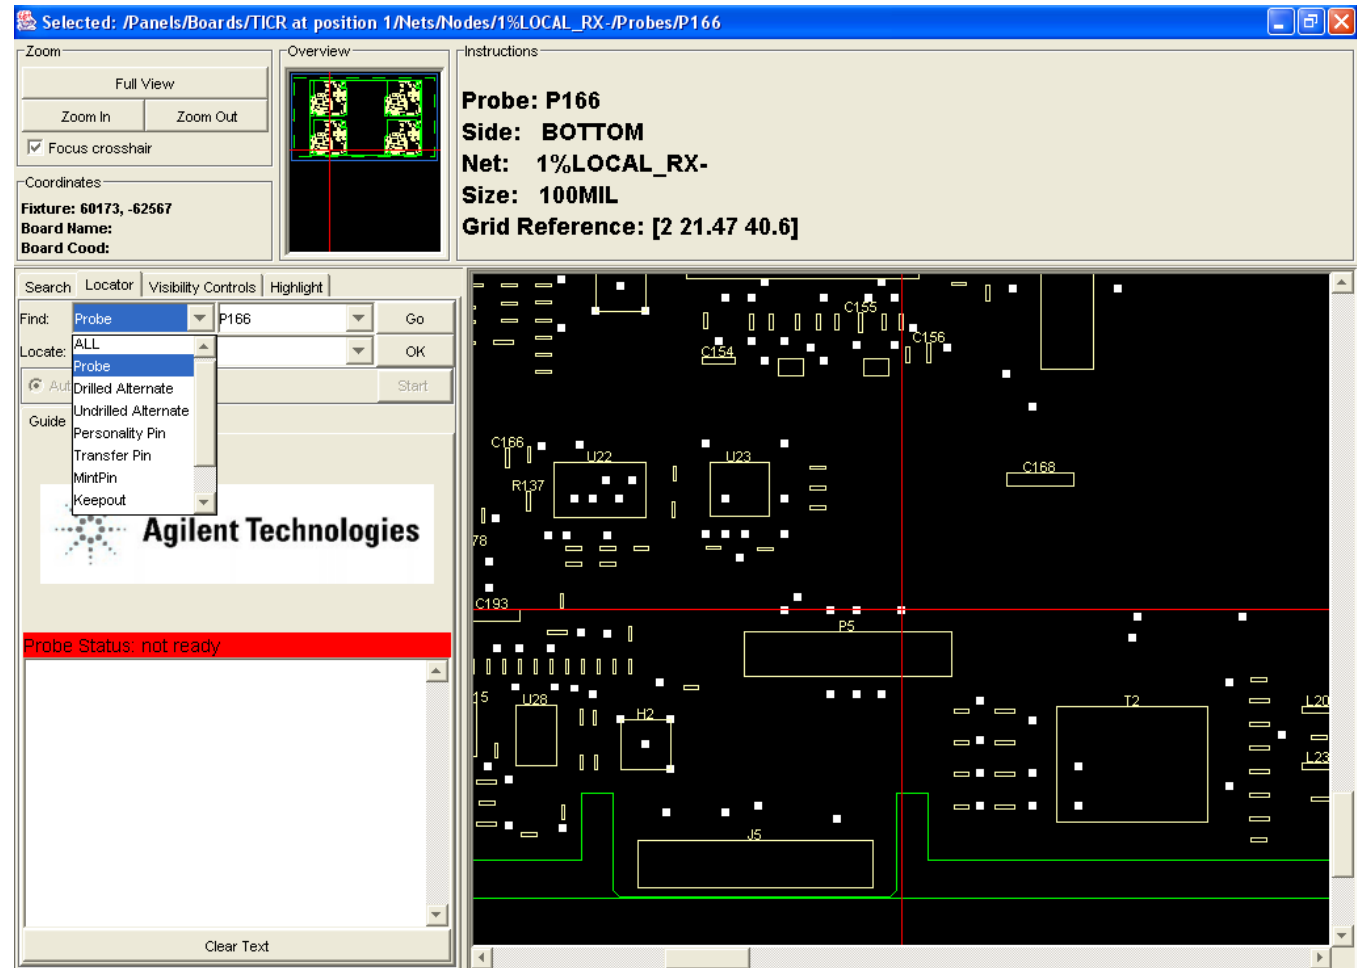 Selected: /Panels/Boards/TICR at position 1/Nets/Nodes/1%LOCAL_RX-/Probes/P166
Zoom
Full View
Zoom In
Zoom Out
Focus crosshair
Coordinates
Fixture: 60173, -62567
Board Name:
Board Cood:
Overview
Instructions
Probe: P166
Side: BOTTOM
Net: 1%LOCAL_RX-
Size: 100MIL
Grid Reference: [2 21.47 40.6]
Search
Locator
Visibility Controls
Highlight
Find:
Probe
P166
Go
Locate:
OK
Start
ALL
Probe
Drilled Alternate
Undrilled Alternate
Personality Pin
Transfer Pin
MintPin
Keepout
Guide
Agilent Technologies
Probe Status: not ready
Clear Text
C155
C156
C154
C166
U22
U23
C168
R137
78
C193
P5
15
U28
H2
T2
L20
L23
J5